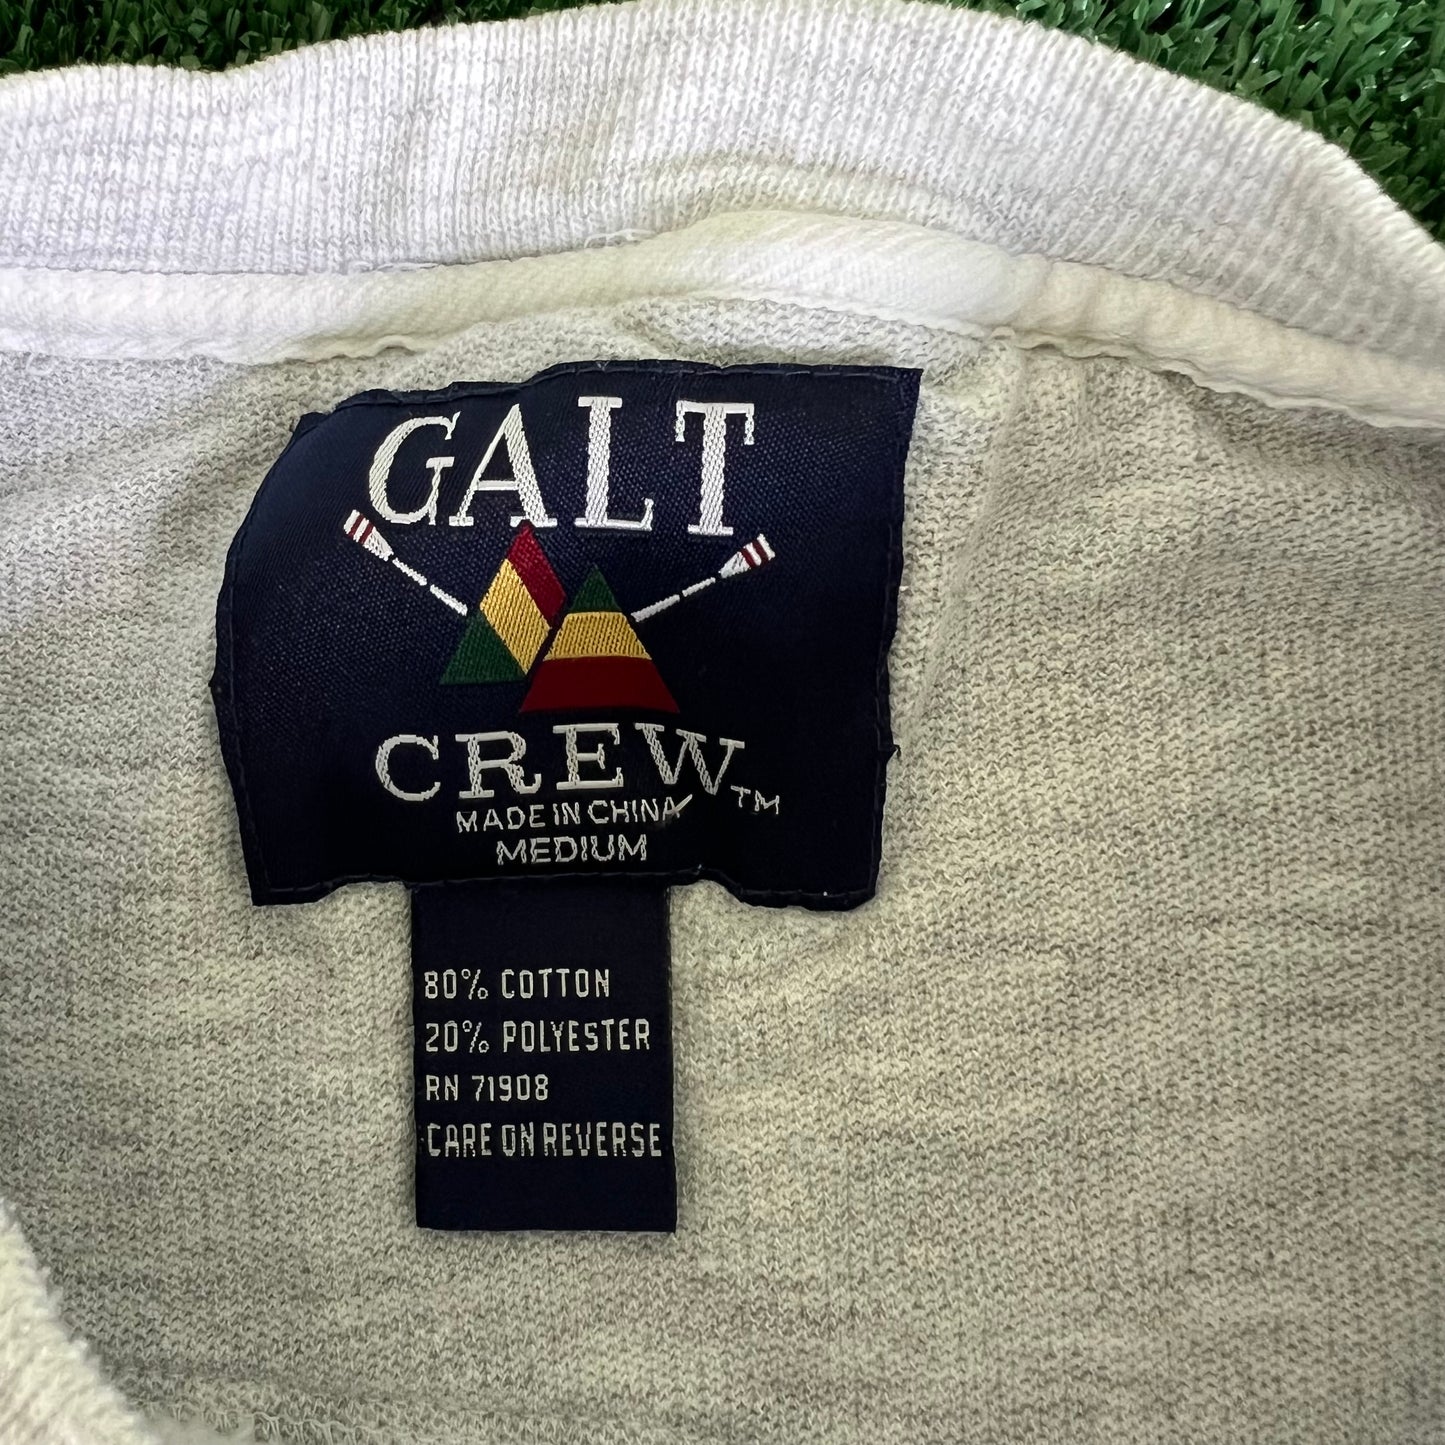 GALT
CREW™
MADE IN CHINA
MEDIUM
80% COTTON
20% POLYESTER
RN 71908
CARE ON REVERSE